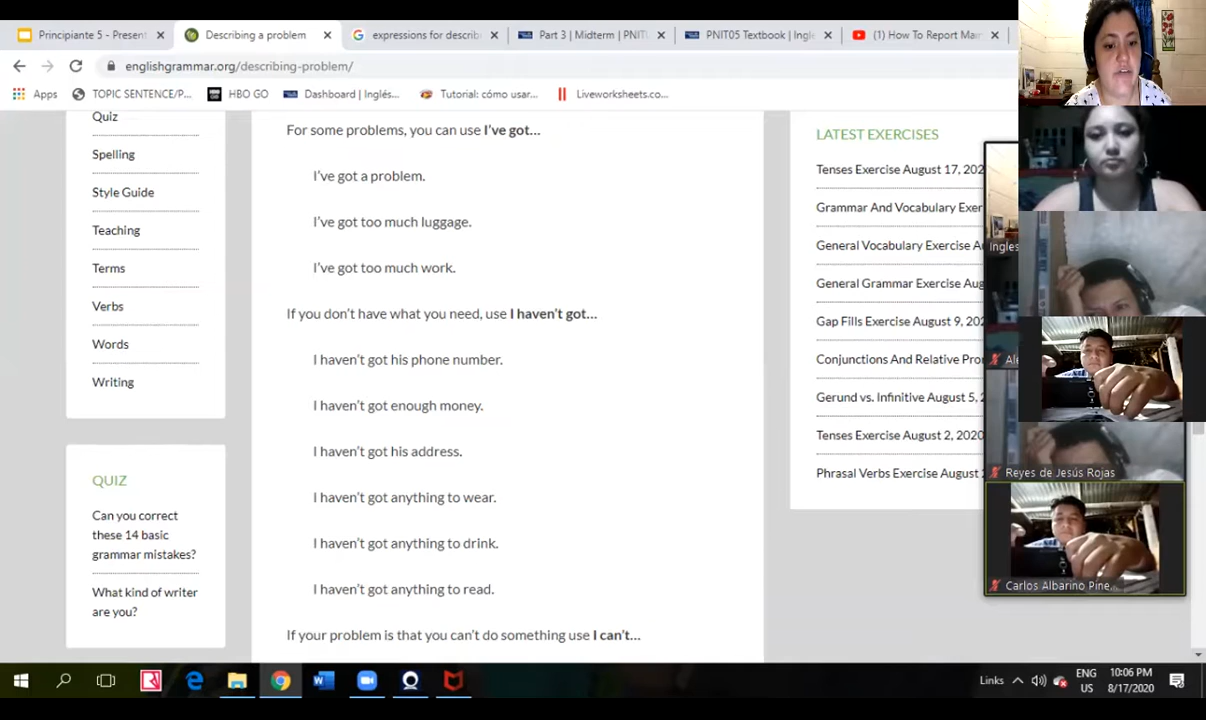 Principiante 5 - Present
Describing a problem
expressions for describ
Part 3 | Midterm | PNIT
PNIT05 Textbook | Ingl
(1) How To Report Main
englishgrammar.org/describing-problem/
Apps
TOPIC SENTENCE/P...
HBO GO
Dashboard | Inglés...
Tutorial: cómo usar...
Liveworksheets.co...
Quiz
Spelling
Style Guide
Teaching
Terms
Verbs
Words
Writing
QUIZ
Can you correct
these 14 basic
grammar mistakes?
What kind of writer
are you?
For some problems, you can use I've got...
I've got a problem.
I've got too much luggage.
I've got too much work.
If you don't have what you need, use I haven't got...
I haven't got his phone number.
I haven't got enough money.
I haven't got his address.
I haven't got anything to wear.
I haven't got anything to drink.
I haven't got anything to read.
If your problem is that you can't do something use I can't...
LATEST EXERCISES
Tenses Exercise August 17, 202
Grammar And Vocabulary Exer
General Vocabulary Exercise A
General Grammar Exercise Aug
Gap Fills Exercise August 9, 202
Conjunctions And Relative Pro
Gerund vs. Infinitive August 5, 2
Tenses Exercise August 2, 2020
Phrasal Verbs Exercise August
Ingles
Ale
Reyes de Jesús Rojas
Carlos Albarino Pine...
Links
ENG
US
10:06 PM
8/17/2020